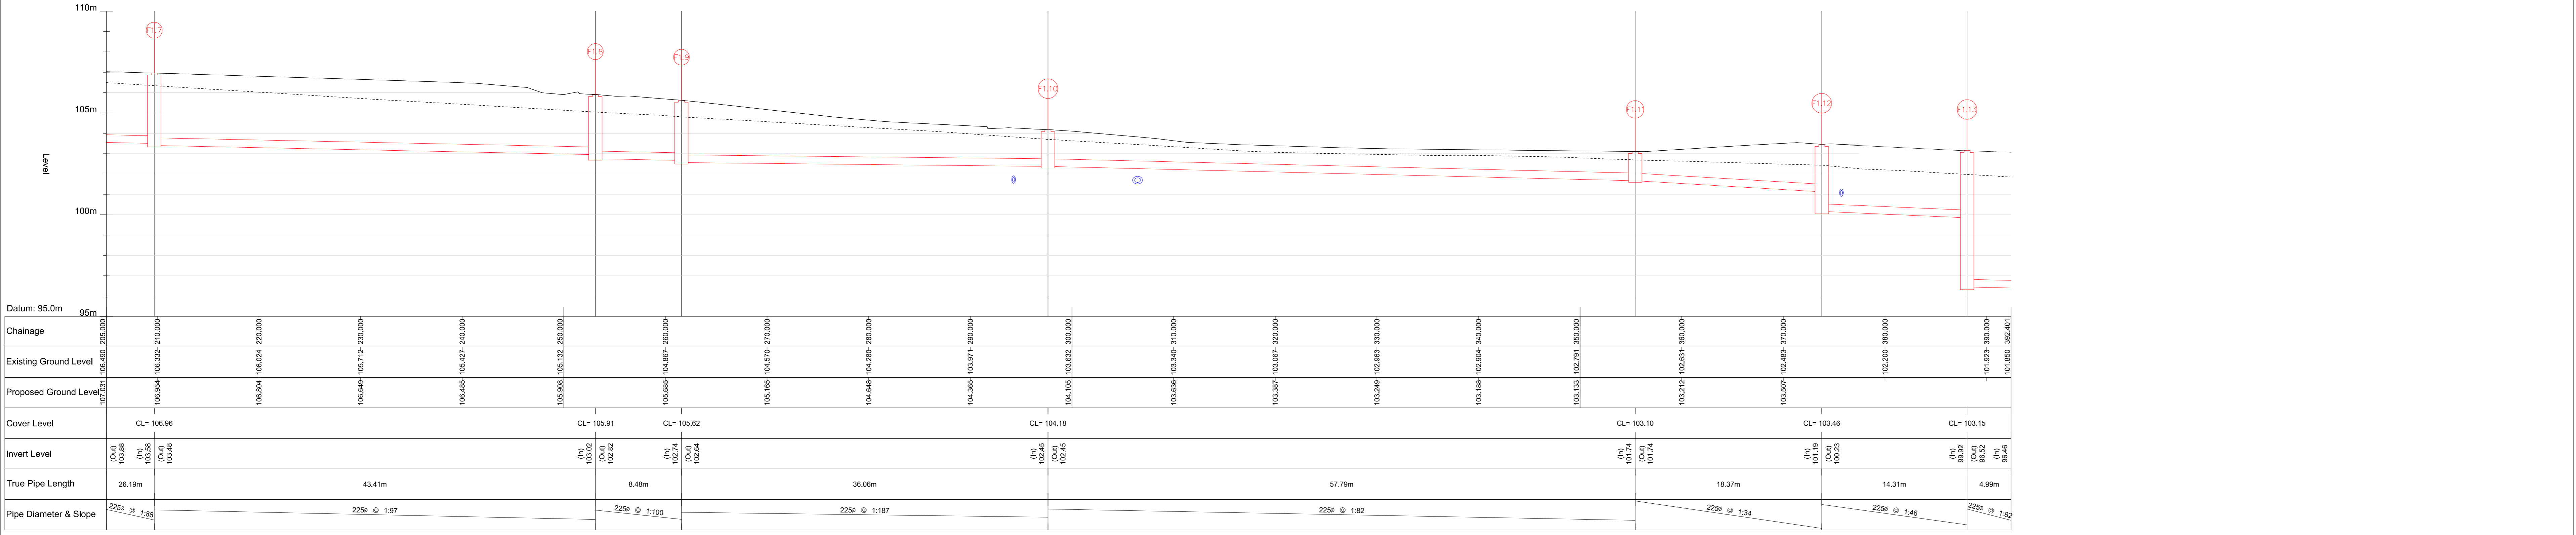 110m
F1.7
F1.8
F1.9
F1.10
F1.11
F1.12
F1.13
105m
Level
100m
Datum: 95.0m
95m
Chainage 205.000 210.000 220.000 230.000 240.000 250.000 260.000 270.000 280.000 290.000 300.000 310.000 320.000 330.000 340.000 350.000 360.000 370.000 380.000 390.000 392.401
Existing Ground Level 106.490 106.332 106.024 105.712 105.427 105.132 104.867 104.570 104.280 103.971 103.632 103.340 103.067 102.963 102.904 102.791 102.631 102.483 102.200 101.923 101.850
Proposed Ground Level 107.031 106.954 106.804 106.649 106.485 105.908 105.685 105.165 104.648 104.365 104.105 103.636 103.387 103.249 103.188 103.133 103.212 103.507
Cover Level CL= 106.96 CL= 105.91 CL= 105.62 CL= 104.18 CL= 103.10 CL= 103.46 CL= 103.15
Invert Level (Out) 103.88 (In) 103.58 (Out) 103.48 (In) 103.02 (Out) 102.82 (In) 102.74 (Out) 102.64 (In) 102.45 (Out) 102.45 (In) 101.74 (Out) 101.74 (In) 101.19 (Out) 100.23 (In) 99.92 (Out) 96.52 (In) 96.46
True Pipe Length 26.19m 43.41m 8.48m 36.06m 57.79m 18.37m 14.31m 4.99m
Pipe Diameter & Slope 225ø @ 1:88 225ø @ 1:97 225ø @ 1:100 225ø @ 1:187 225ø @ 1:82 225ø @ 1:34 225ø @ 1:46 225ø @ 1:82